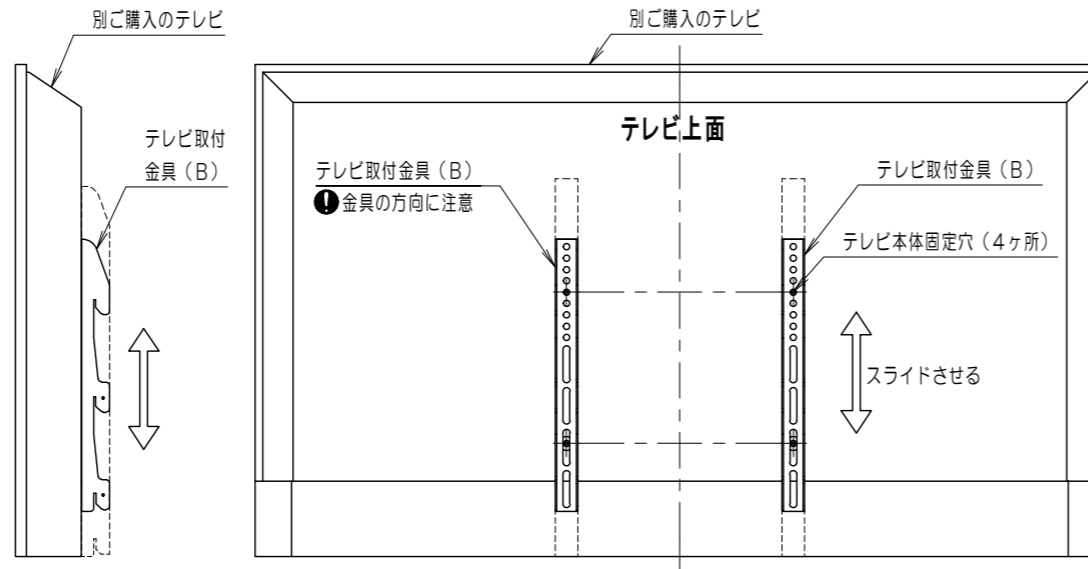 別ご購入のテレビ
別ご購入のテレビ
テレビ上面
テレビ取付
金具（B）
テレビ取付金具（B）
金具の方向に注意
テレビ取付金具（B）
テレビ本体固定穴（4ヶ所）
スライドさせる